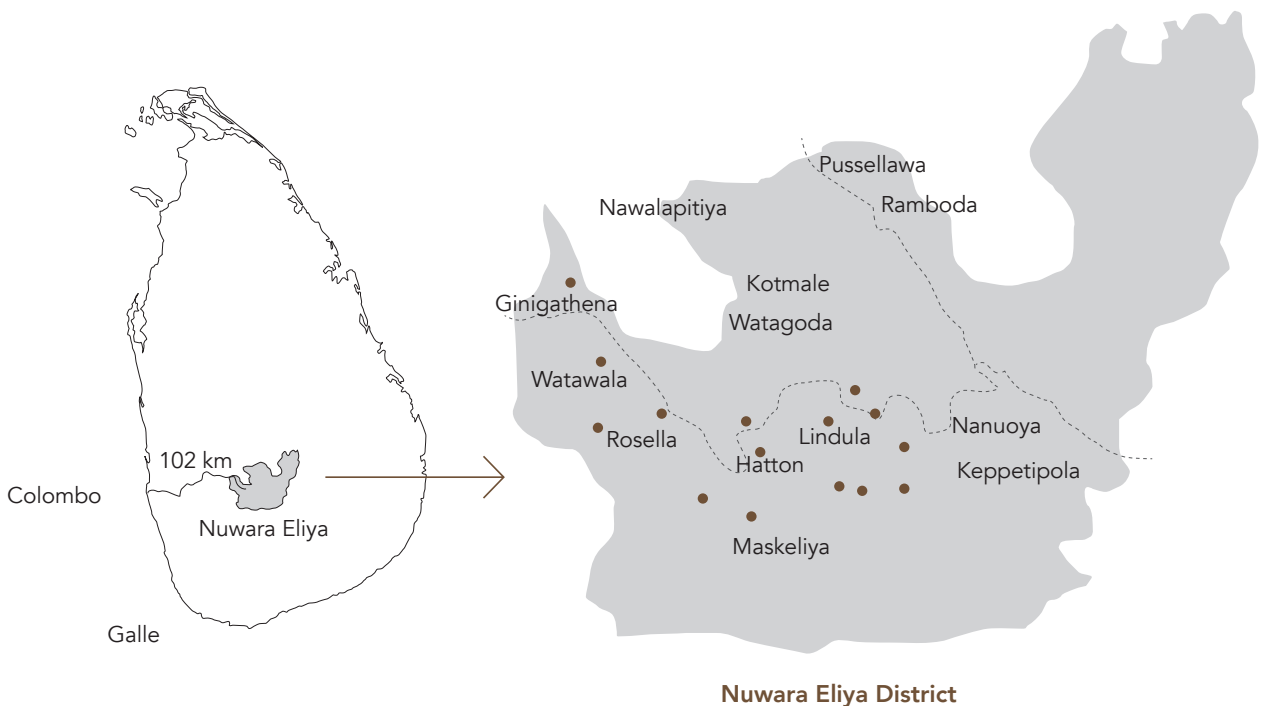 102 km
Colombo
Nuwara Eliya
Galle
Pussellawa
Nawalapitiya
Ramboda
Kotmale
Ginigathena
Watagoda
Watawala
Rosella
Lindula
Nanuoya
Hatton
Keppetipola
Maskeliya
Nuwara Eliya District